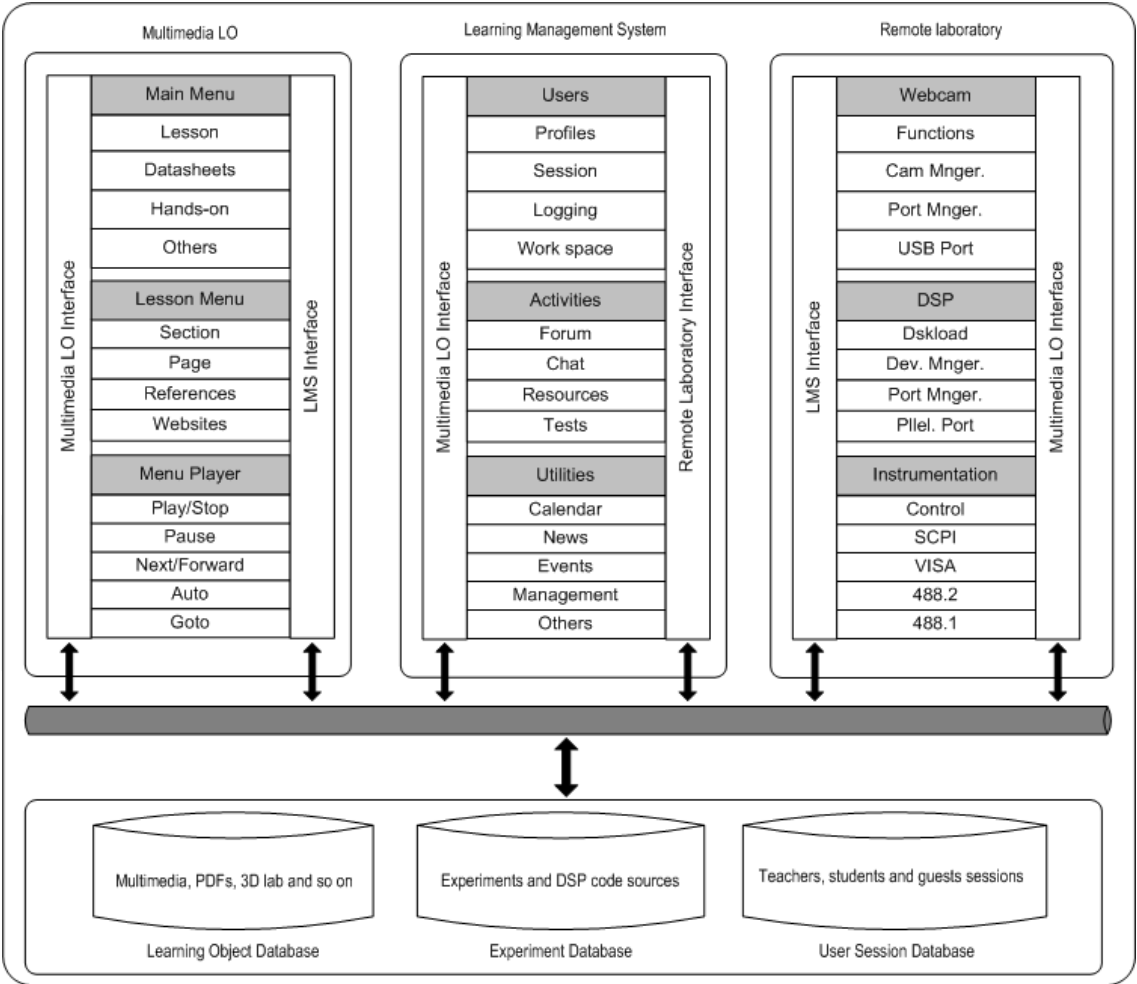 Multimedia LO
Multimedia LO Interface
Main Menu
Lesson
Datasheets
Hands-on
Others
Lesson Menu
Section
Page
References
Websites
Menu Player
Play/Stop
Pause
Next/Forward
Auto
Goto
LMS Interface
Learning Management System
Multimedia LO Interface
Users
Profiles
Session
Logging
Work space
Activities
Forum
Chat
Resources
Tests
Utilities
Calendar
News
Events
Management
Others
Remote Laboratory Interface
Remote laboratory
LMS Interface
Webcam
Functions
Cam Mnger.
Port Mnger.
USB Port
DSP
Dskload
Dev. Mnger.
Port Mnger.
Pllel. Port
Instrumentation
Control
SCPI
VISA
488.2
488.1
Multimedia LO Interface
Multimedia, PDFs, 3D lab and so on
Learning Object Database
Experiments and DSP code sources
Experiment Database
Teachers, students and guests sessions
User Session Database